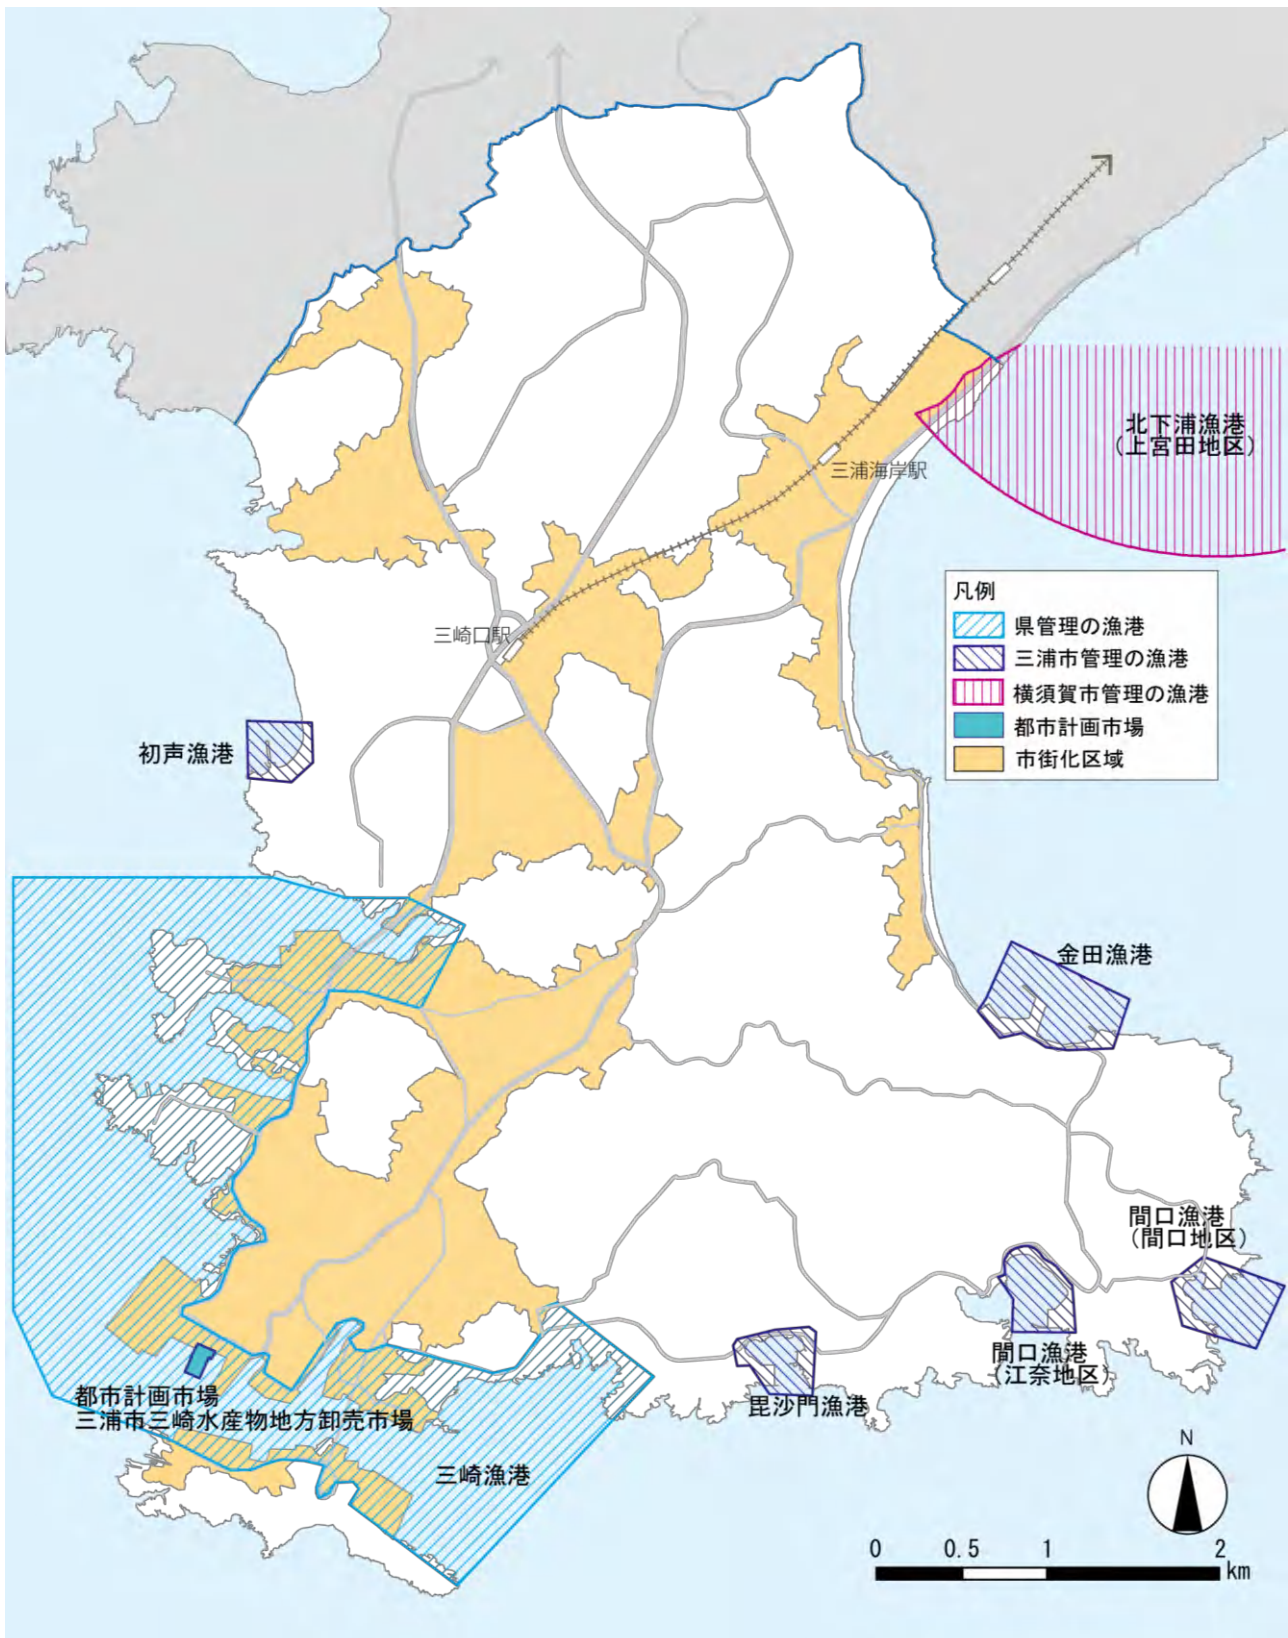 北下浦漁港
（上宮田地区）
三浦海岸駅
凡例
県管理の漁港
三浦市管理の漁港
横須賀市管理の漁港
都市計画市場
市街化区域
三崎口駅
初声漁港
金田漁港
間口漁港
（間口地区）
間口漁港
（江奈地区）
毘沙門漁港
都市計画市場
三浦市三崎水産物地方卸売市場
三崎漁港
N
0 0.5 1 2
km